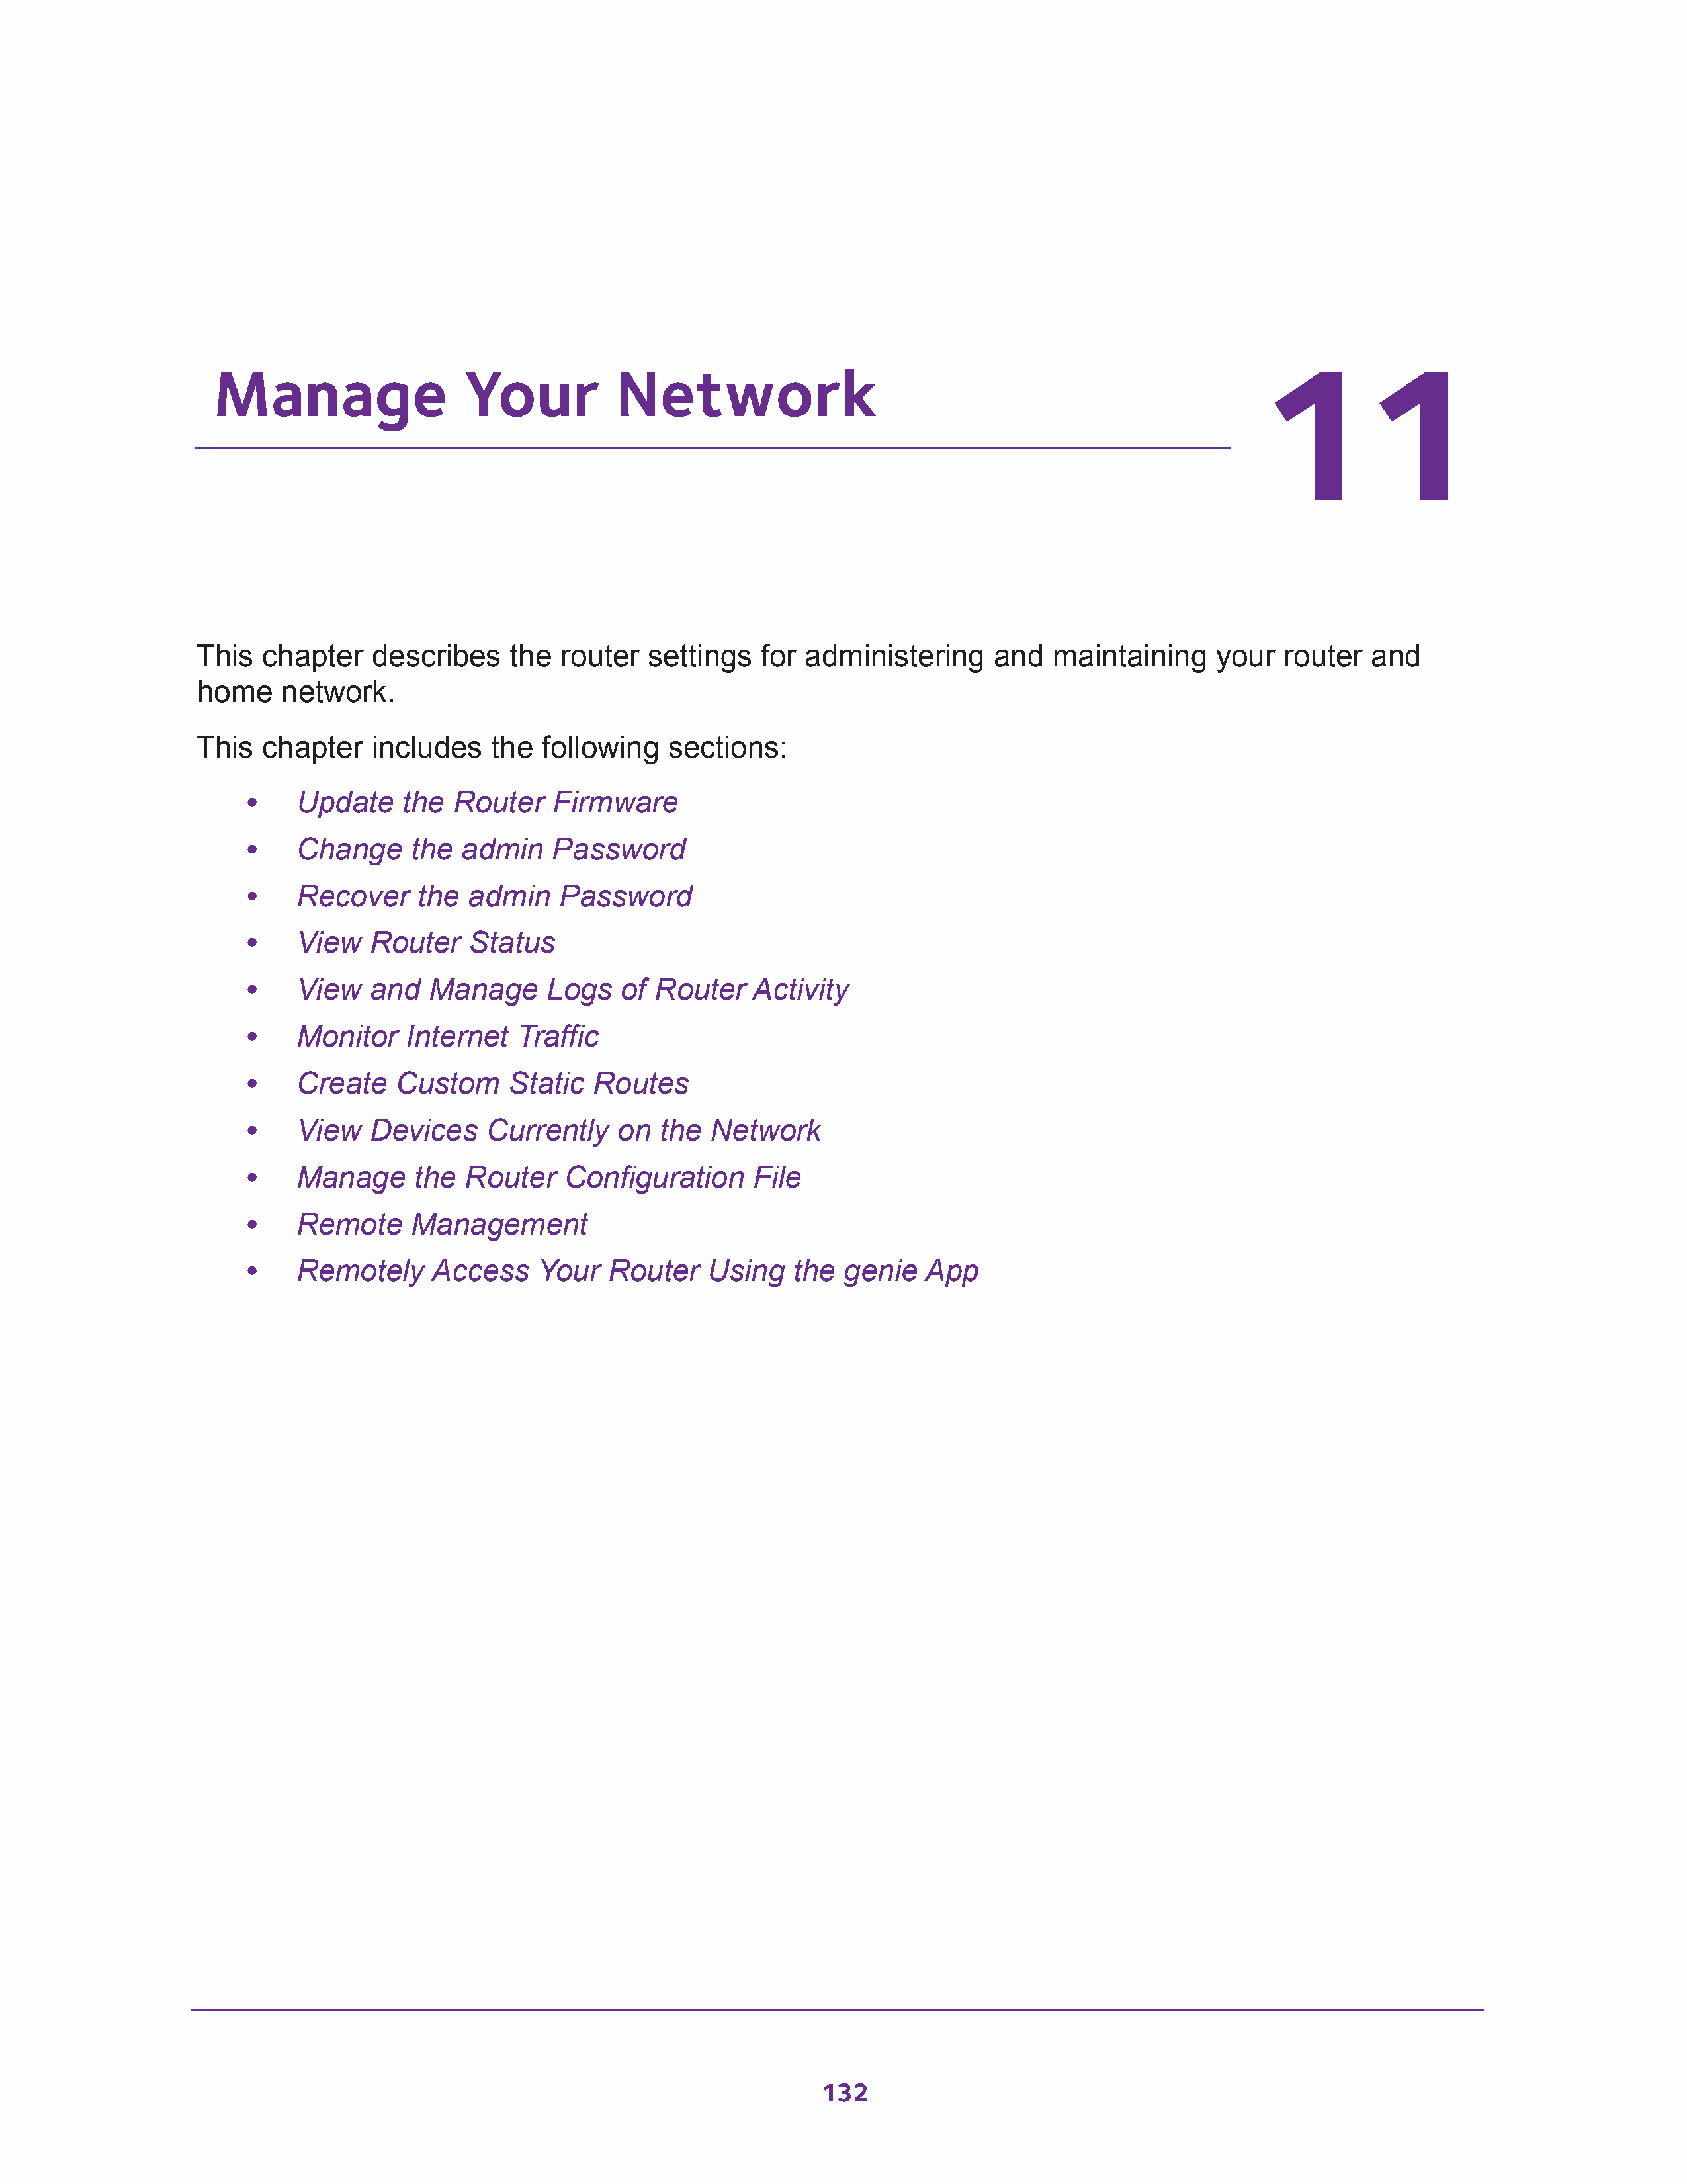 Manage Your Network
11
This chapter describes the router settings for administering and maintaining your router and
home network.
This chapter includes the following sections:
• Update the Router Firmware
• Change the admin Password
• Recover the admin Password
• View Router Status
• View and Manage Logs of Router Activity
• Monitor Internet Traffic
• Create Custom Static Routes
• View Devices Currently on the Network
• Manage the Router Configuration File
• Remote Management
• Remotely Access Your Router Using the genie App
132